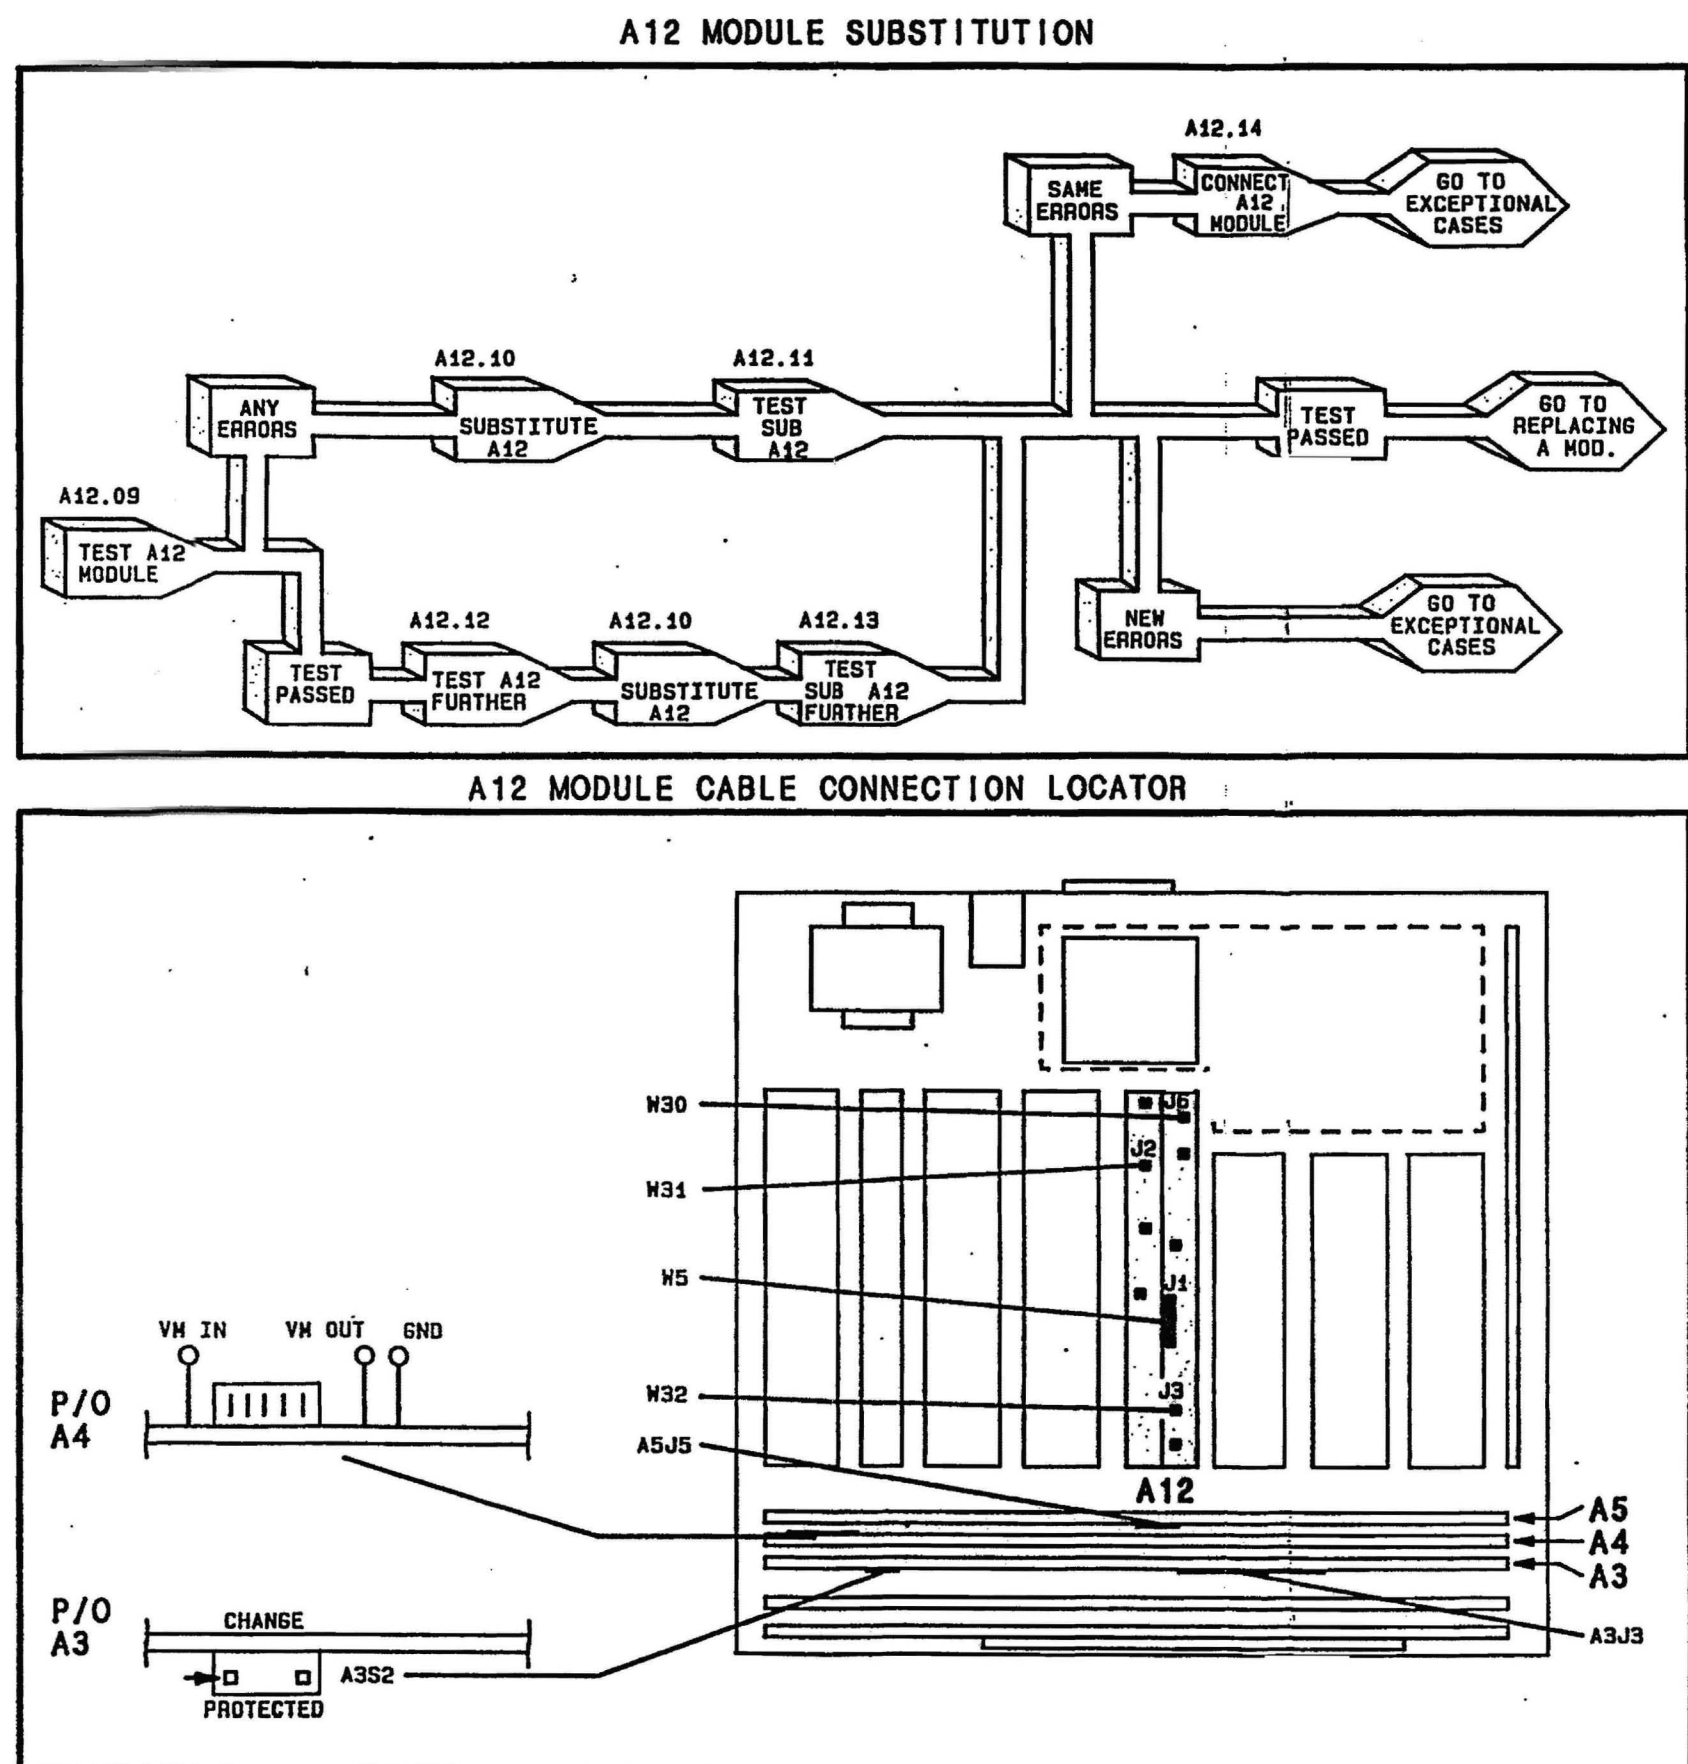 A12 MODULE SUBSTITUTION
A12.14
SAME
ERRORS
CONNECT
A12
MODULE
GO TO
EXCEPTIONAL
CASES
A12.10
A12.11
ANY
ERRORS
SUBSTITUTE
A12
TEST
SUB
A12
TEST
PASSED
GO TO
REPLACING
A MOD.
A12.09
TEST A12
MODULE
A12.12
A12.10
A12.13
TEST
PASSED
TEST A12
FURTHER
SUBSTITUTE
A12
TEST
SUB A12
FURTHER
NEW
ERRORS
GO TO
EXCEPTIONAL
CASES
A12 MODULE CABLE CONNECTION LOCATOR
W30
J6
J2
W31
W5
J1
VM IN
VM OUT
GND
W32
J3
P/O
A4
A5J5
A12
A5
A4
A3
P/O
A3
CHANGE
A3J3
A3S2
PROTECTED